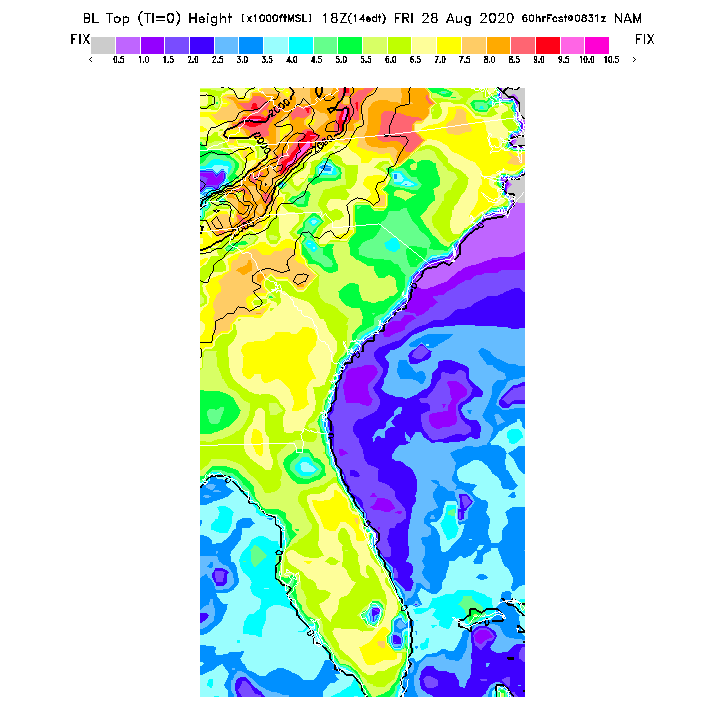 BL Top (TI=0) Height [x1000ftMSL] 18Z(14edt) FRI 28 Aug 2020 60hrFcst@0831z NAM
FIX FIX
< 0.5 1.0 1.5 2.0 2.5 3.0 3.5 4.0 4.5 5.0 5.5 6.0 6.5 7.0 7.5 8.0 8.5 9.0 9.5 10.0 10.5 >
2000
2000
2000